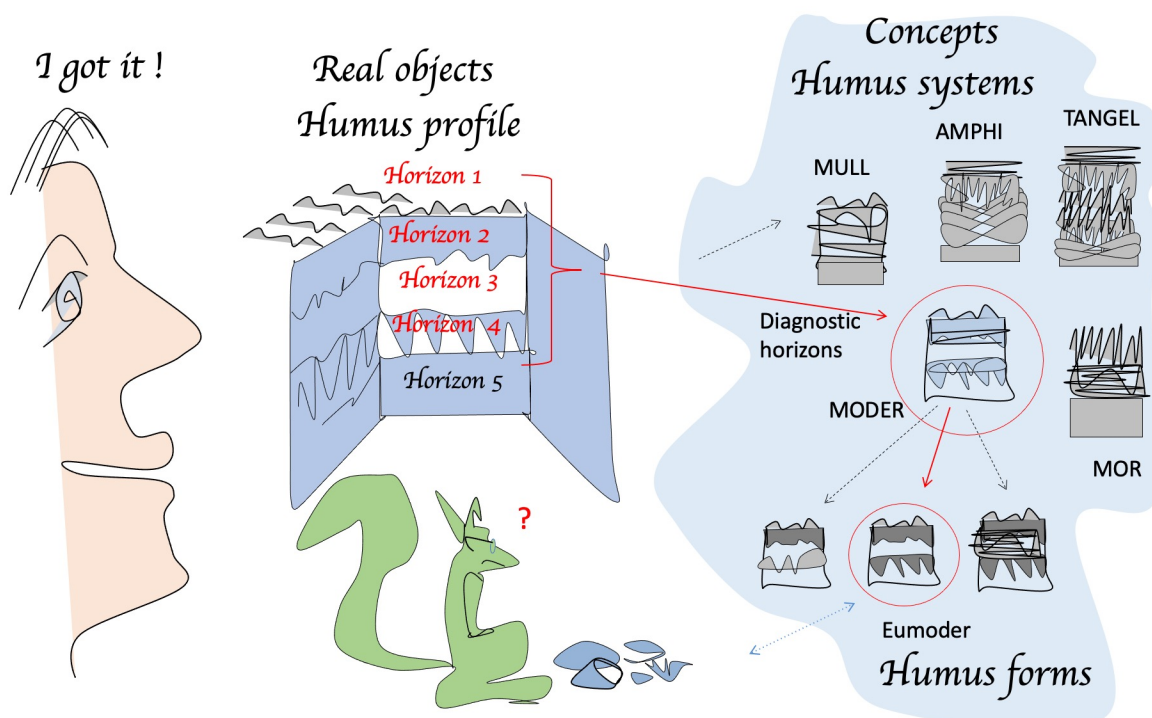 I got it !
Real objects
Humus profile
Horizon 1
Horizon 2
Horizon 3
Horizon 4
Horizon 5
?
Concepts
Humus systems
MULL
AMPHI
TANGEL
Diagnostic
horizons
MODER
MOR
Eumoder
Humus forms